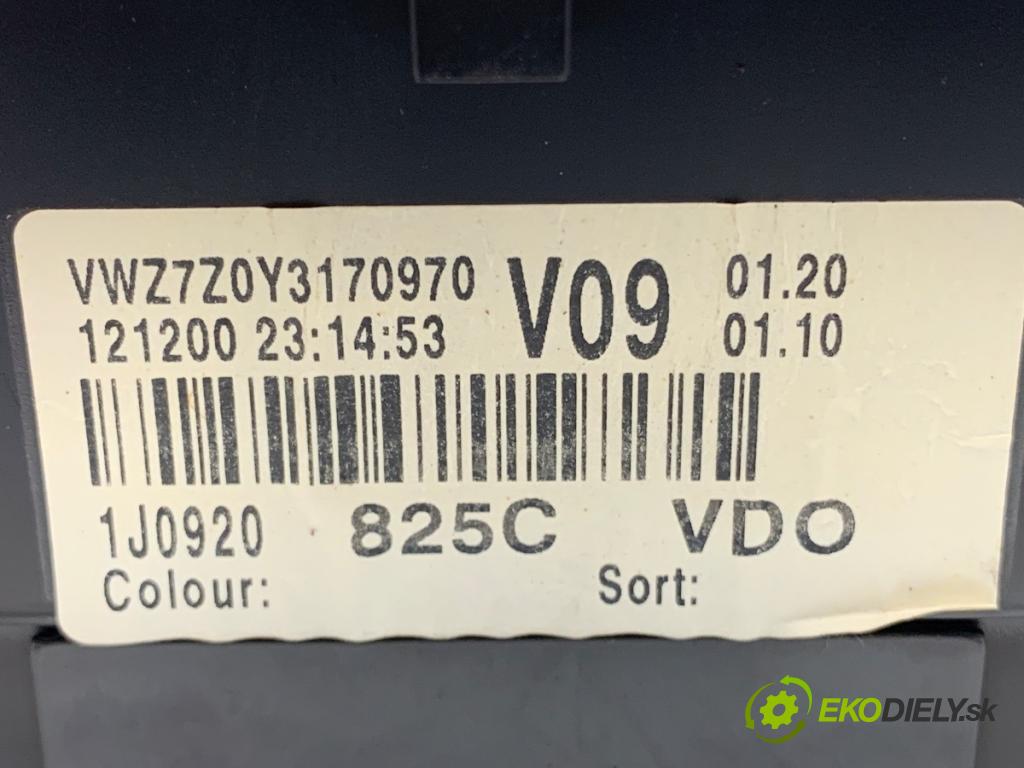 VWZ7Z0Y3170970 V09 01.20
121200 23:14:53 01.10
1J0920 825C VDO
Colour: Sort:
EKODIELY.sk